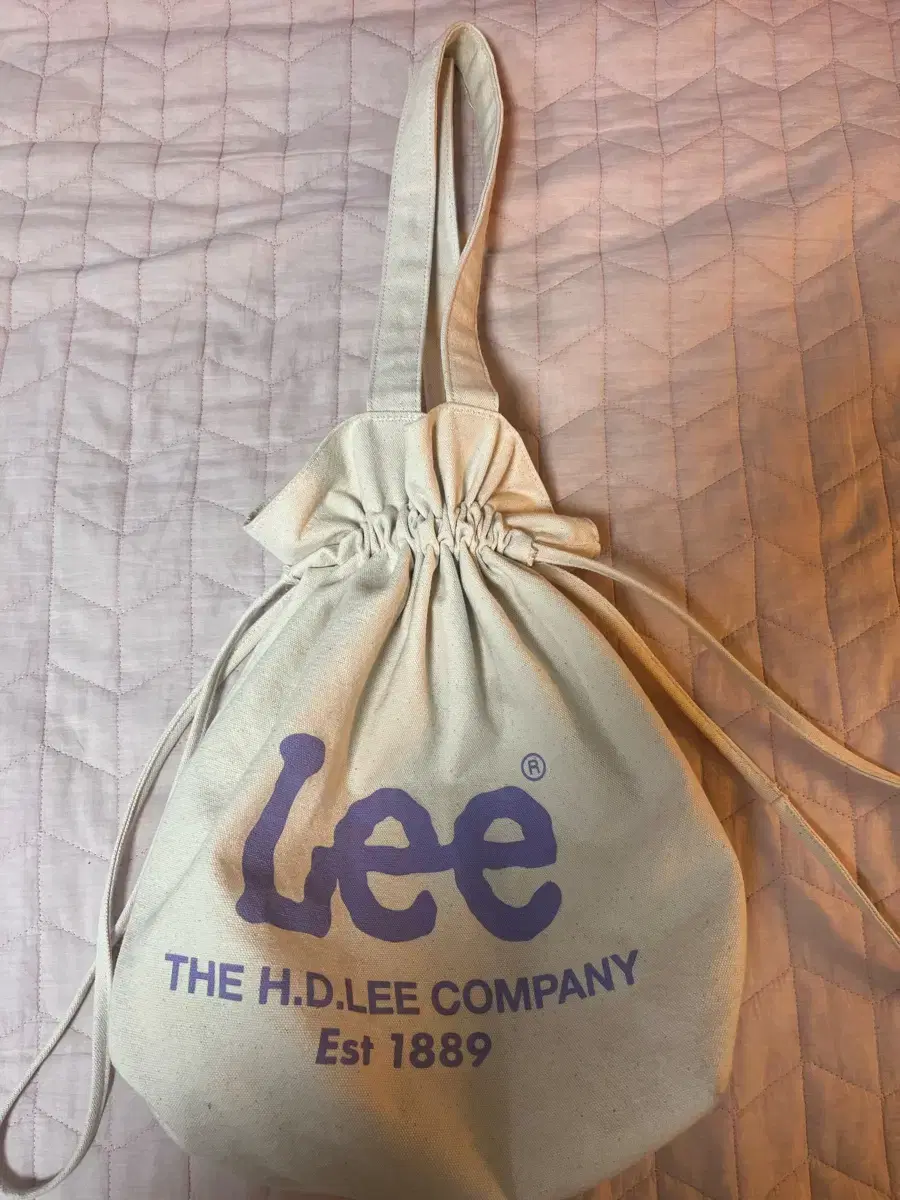 Lee®
THE H.D.LEE COMPANY
Est 1889